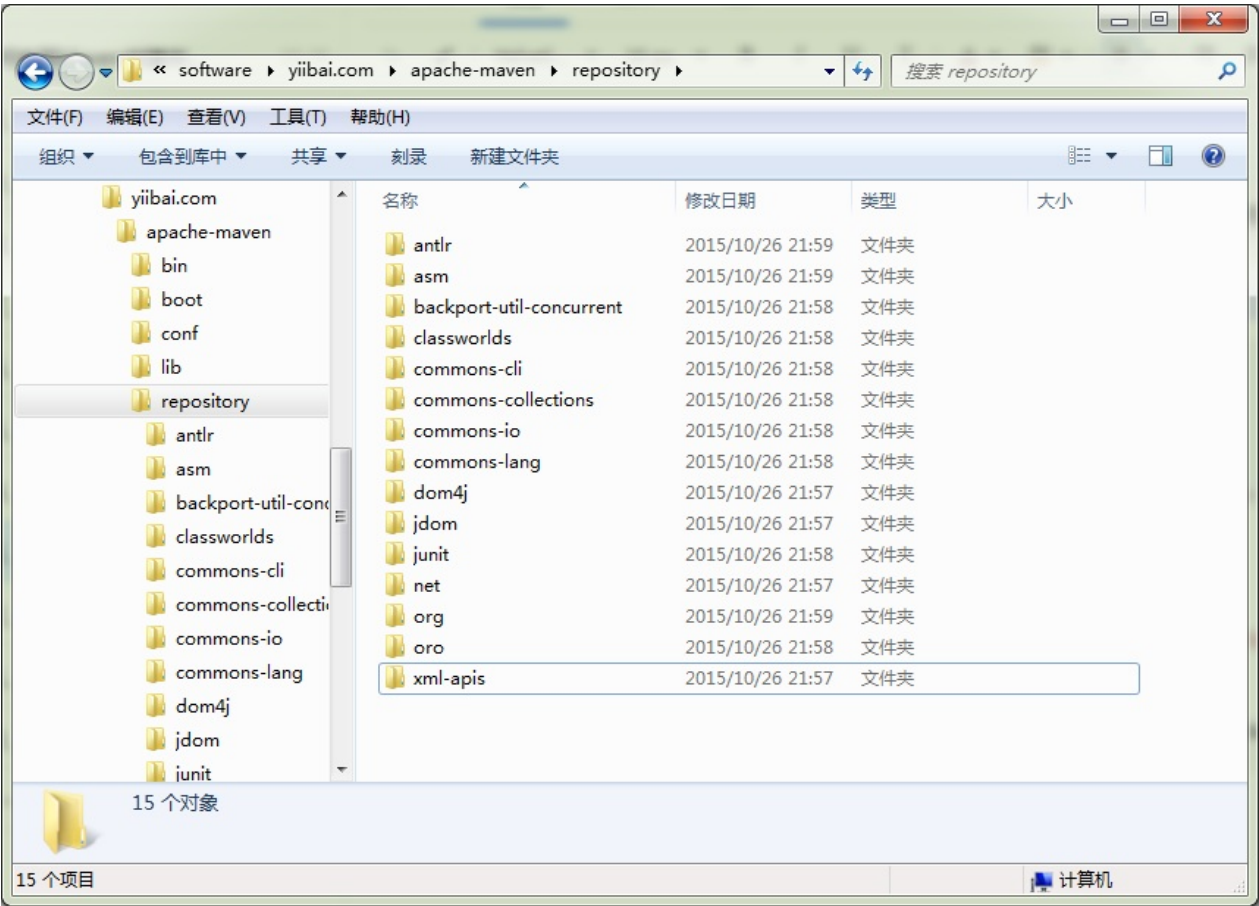 « software yiibai.com apache-maven repository 搜索 repository
文件(F) 编辑(E) 查看(V) 工具(T) 帮助(H)
组织 包含到库中 共享 刻录 新建文件夹
yiibai.com
apache-maven
bin
boot
conf
lib
repository
antlr
asm
backport-util-conc
classworlds
commons-cli
commons-collecti
commons-io
commons-lang
dom4j
jdom
junit
名称 修改日期 类型 大小
antlr 2015/10/26 21:59 文件夹
asm 2015/10/26 21:59 文件夹
backport-util-concurrent 2015/10/26 21:58 文件夹
classworlds 2015/10/26 21:58 文件夹
commons-cli 2015/10/26 21:58 文件夹
commons-collections 2015/10/26 21:58 文件夹
commons-io 2015/10/26 21:58 文件夹
commons-lang 2015/10/26 21:58 文件夹
dom4j 2015/10/26 21:57 文件夹
jdom 2015/10/26 21:57 文件夹
junit 2015/10/26 21:58 文件夹
net 2015/10/26 21:57 文件夹
org 2015/10/26 21:59 文件夹
oro 2015/10/26 21:58 文件夹
xml-apis 2015/10/26 21:57 文件夹
15 个对象
15 个项目 计算机